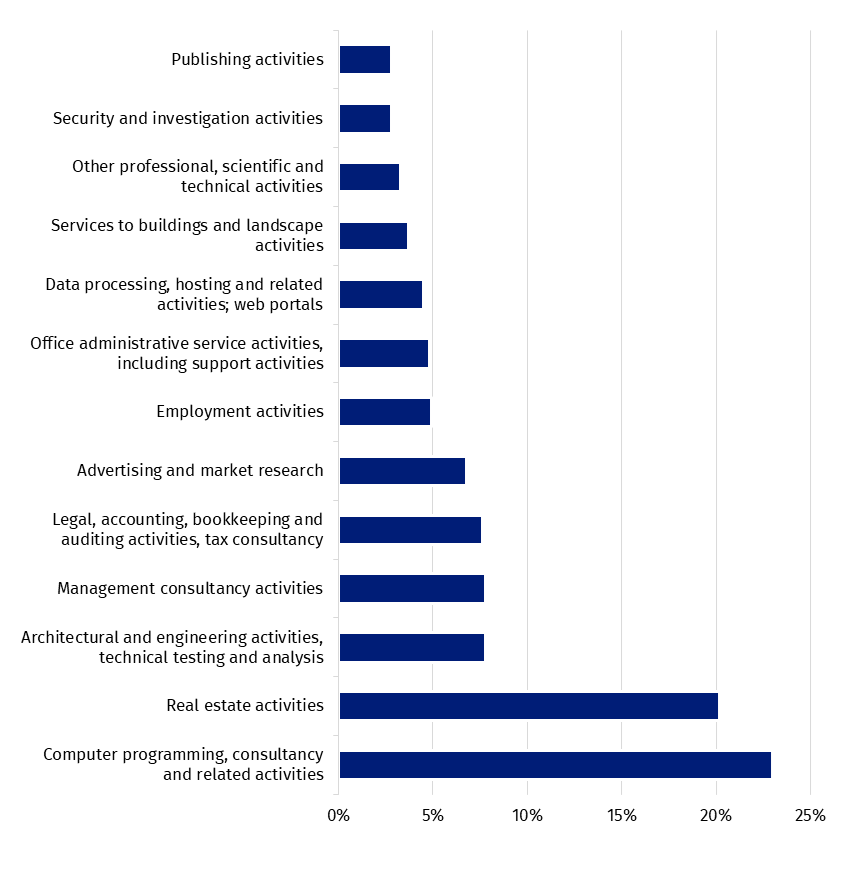 Publishing activities
Security and investigation activities
Other professional, scientific and
technical activities
Services to buildings and landscape
activities
Data processing, hosting and related
activities; web portals
Office administrative service activities,
including support activities
Employment activities
Advertising and market research
Legal, accounting, bookkeeping and
auditing activities, tax consultancy
Management consultancy activities
Architectural and engineering activities,
technical testing and analysis
Real estate activities
Computer programming, consultancy
and related activities
0% 5% 10% 15% 20% 25%